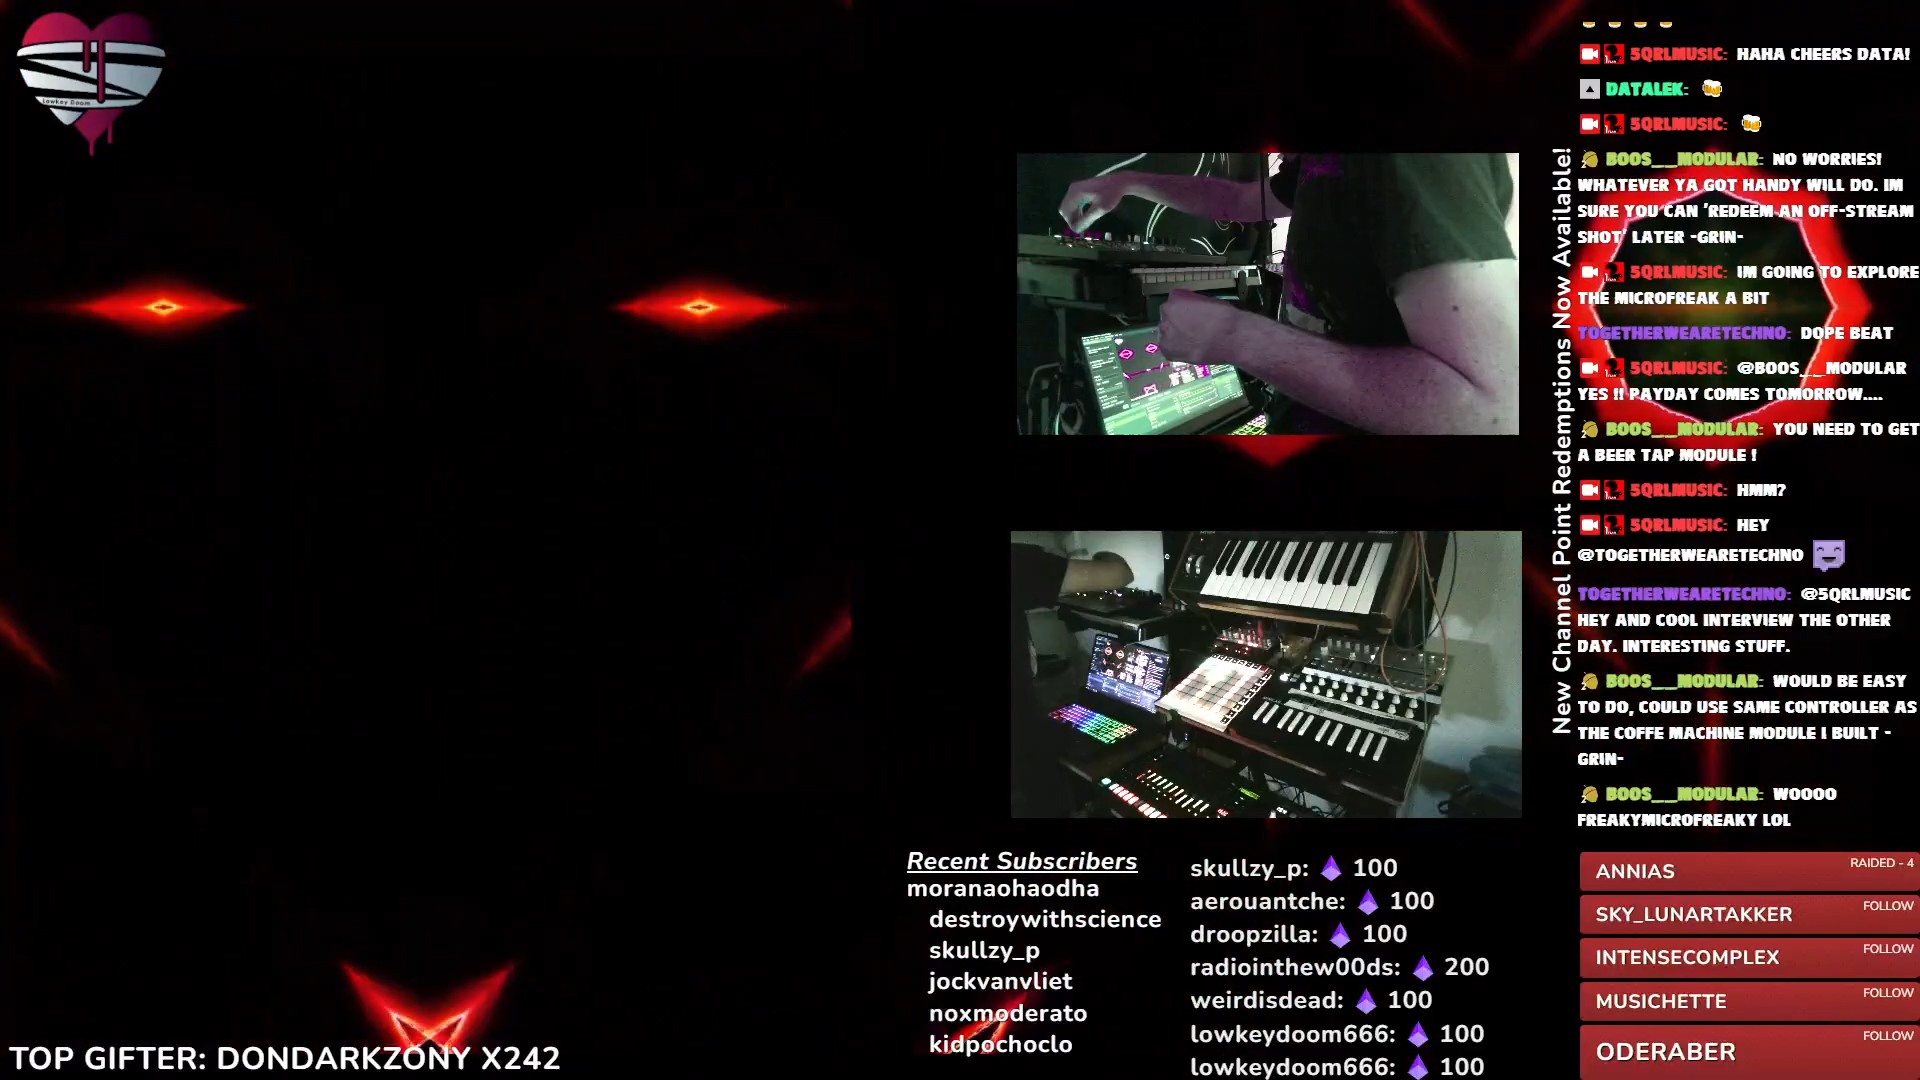 Lowkey Doom
5QRLMUSIC: HAHA CHEERS DATA!
DATALEK:
5QRLMUSIC:
BOOS__MODULAR: NO WORRIES!
WHATEVER YA GOT HANDY WILL DO. IM
SURE YOU CAN 'REDEEM AN OFF-STREAM
SHOT' LATER -GRIN-
5QRLMUSIC: IM GOING TO EXPLORE
THE MICROFREAK A BIT
TOGETHERWEARETECHNO: DOPE BEAT
5QRLMUSIC: @BOOS__MODULAR
YES !! PAYDAY COMES TOMORROW....
BOOS__MODULAR: YOU NEED TO GET
A BEER TAP MODULE !
5QRLMUSIC: HMM?
5QRLMUSIC: HEY
@TOGETHERWEARETECHNO
TOGETHERWEARETECHNO: @5QRLMUSIC
HEY AND COOL INTERVIEW THE OTHER
DAY. INTERESTING STUFF.
BOOS__MODULAR: WOULD BE EASY
TO DO, COULD USE SAME CONTROLLER AS
THE COFFE MACHINE MODULE I BUILT -
GRIN-
BOOS__MODULAR: WOOOO
FREAKYMICROFREAKY LOL
New Channel Point Redemptions Now Available!
Recent Subscribers
moranaohaodha
destroywithscience
skullzy_p
jockvanvliet
noxmoderato
kidpochoclo
skullzy_p: 100
aerouantche: 100
droopzilla: 100
radiointhew00ds: 200
weirdisdead: 100
lowkeydoom666: 100
lowkeydoom666: 100
ANNIAS RAIDED - 4
SKY_LUNARTAKKER FOLLOW
INTENSECOMPLEX FOLLOW
MUSICHETTE FOLLOW
ODERABER FOLLOW
TOP GIFTER: DONDARKZONY X242